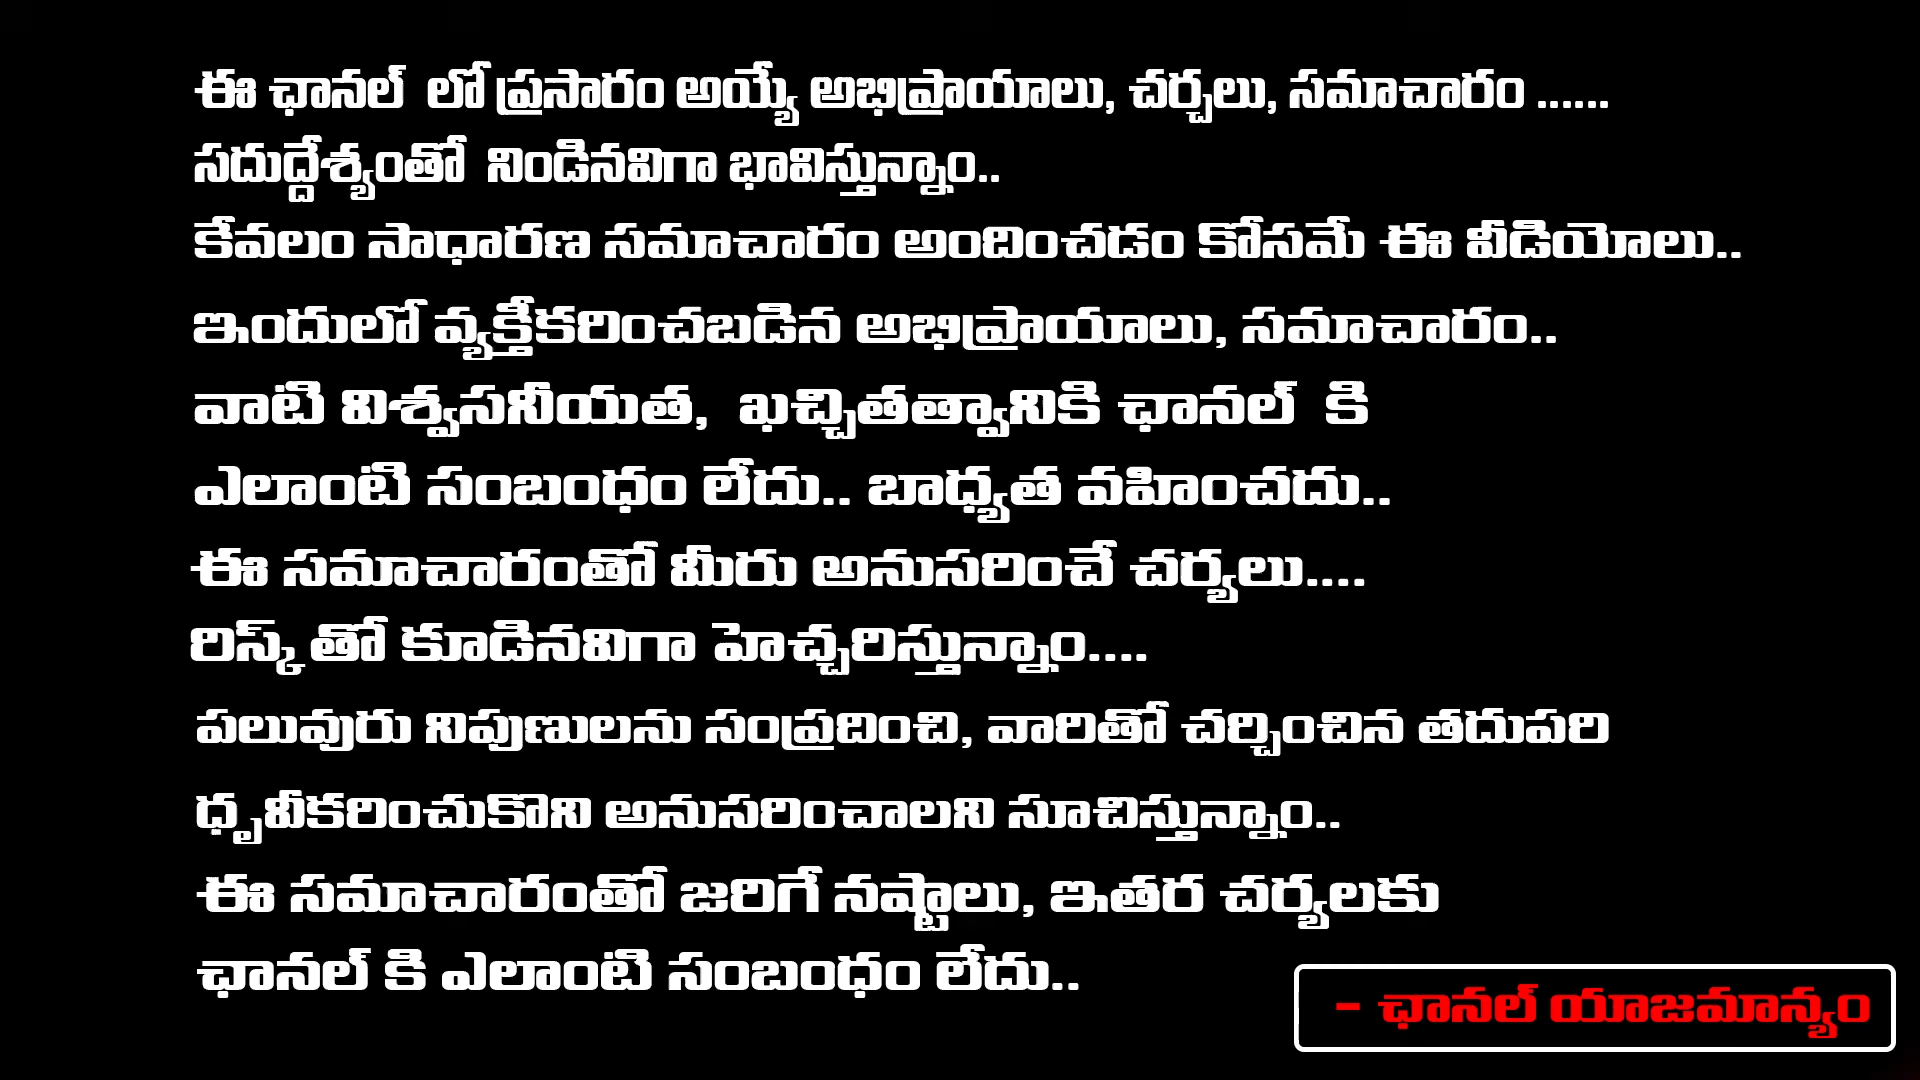 ఈ ఛానల్ లో ప్రసారం అయ్యే అభిప్రాయాలు, చర్చలు, సమాచారం ......
సదుద్దేశ్యంతో నిండినవిగా భావిస్తున్నాం..
కేవలం సాధారణ సమాచారం అందించడం కోసమే ఈ వీడియోలు..
ఇందులో వ్యక్తీకరించబడిన అభిప్రాయాలు, సమాచారం..
వాటి విశ్వసనీయత, ఖచ్చితత్వానికి ఛానల్ కి
ఎలాంటి సంబంధం లేదు.. బాధ్యత వహించదు..
ఈ సమాచారంతో మీరు అనుసరించే చర్యలు....
రిస్క్ తో కూడినవిగా హెచ్చరిస్తున్నాం....
పలువురు నిపుణులను సంప్రదించి, వారితో చర్చించిన తదుపరి
ధృవీకరించుకొని అనుసరించాలని సూచిస్తున్నాం..
ఈ సమాచారంతో జరిగే నష్టాలు, ఇతర చర్యలకు
ఛానల్ కి ఎలాంటి సంబంధం లేదు..
- ఛానల్ యాజమాన్యం